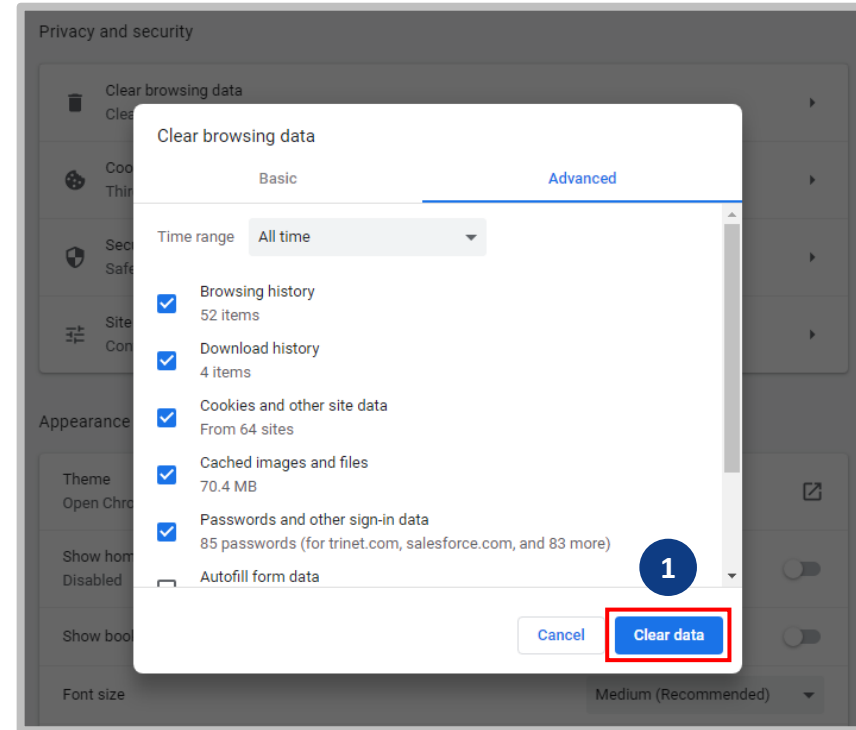 Privacy and security
Clear browsing data
Clea
Clear browsing data
Coo
Thir
Basic
Advanced
Time range All time
Secu
Safe
Browsing history
52 items
Site
Con
Download history
4 items
Cookies and other site data
From 64 sites
Appearance
Cached images and files
70.4 MB
Theme
Open Chro
Passwords and other sign-in data
85 passwords (for trinet.com, salesforce.com, and 83 more)
Show hom
Disabled
Autofill form data
1
Cancel Clear data
Show bool
Font size Medium (Recommended)